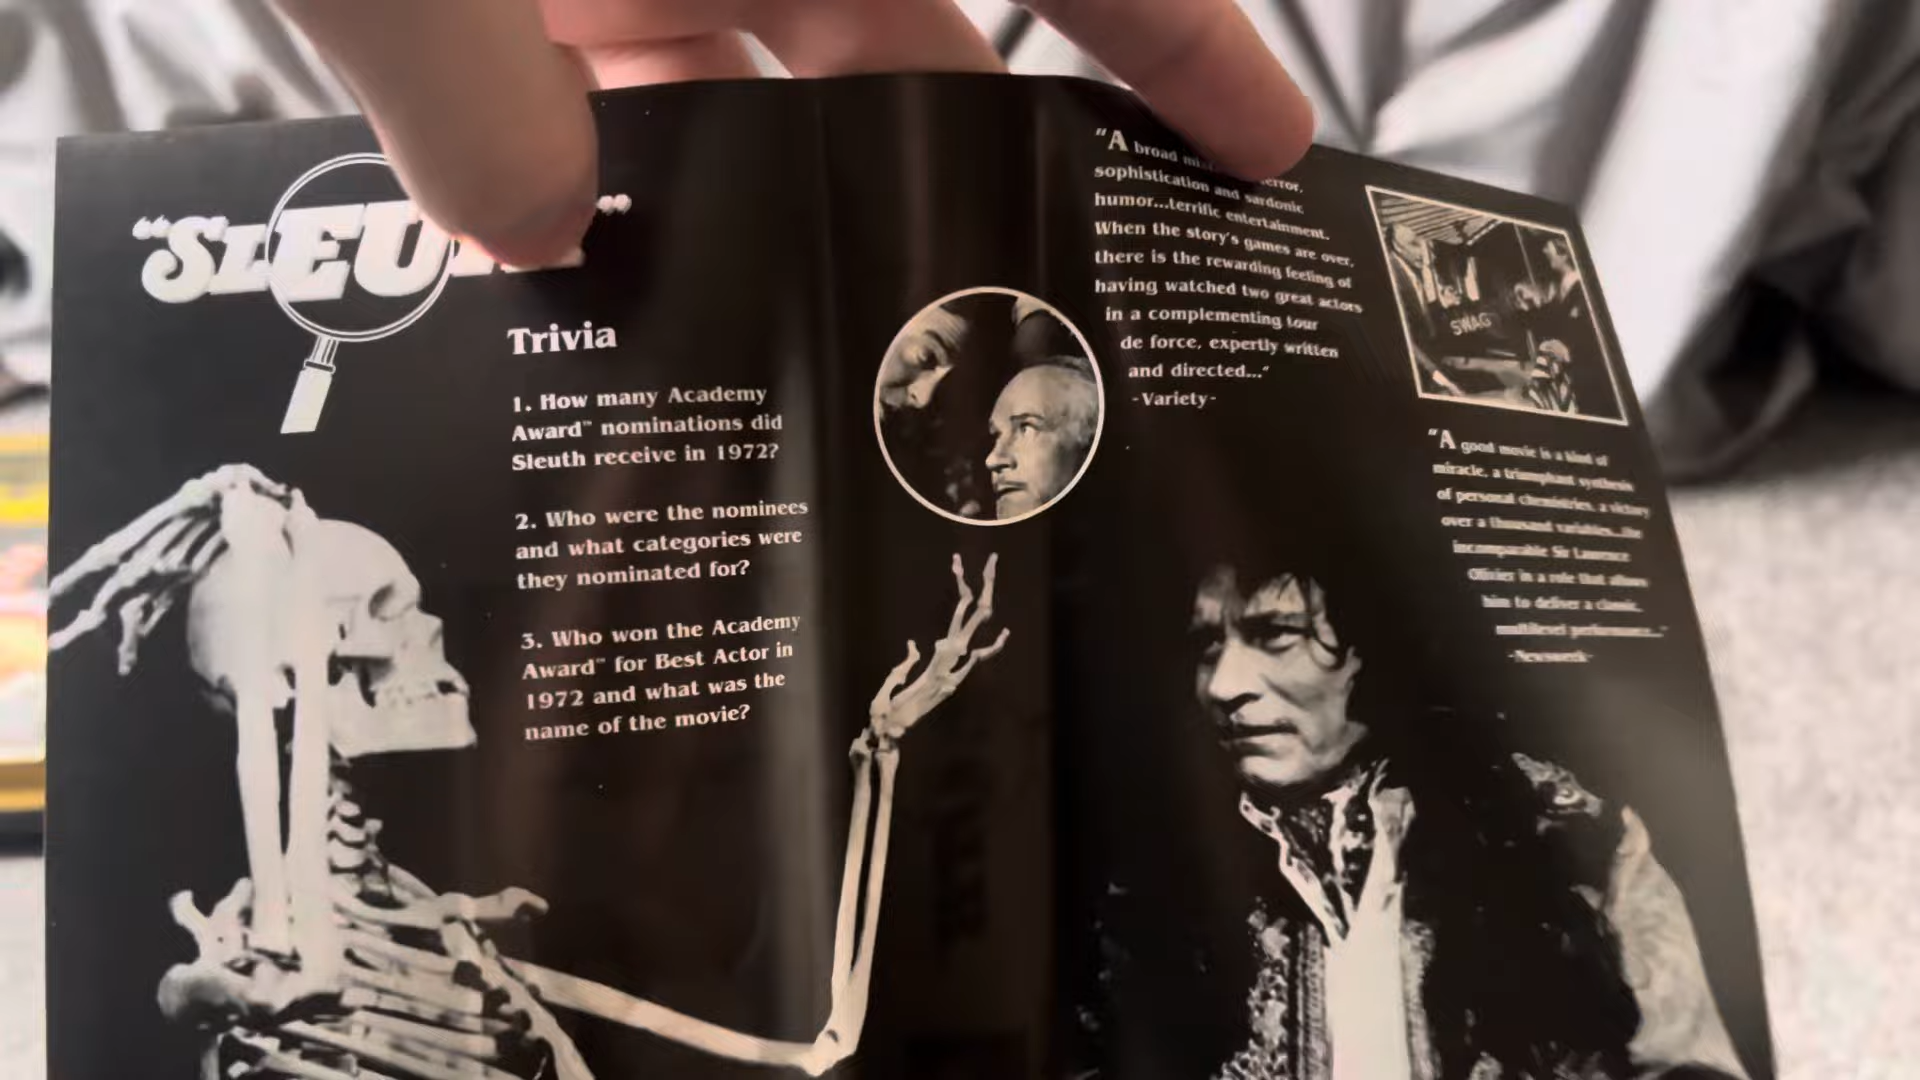 "SLEU
Trivia
1. How many Academy
Award™ nominations did
Sleuth receive in 1972?
2. Who were the nominees
and what categories were
they nominated for?
3. Who won the Academy
Award™ for Best Actor in
1972 and what was the
name of the movie?
"A broad
sophistication and sardonic
humor...terrific entertainment.
When the story's games are over,
there is the rewarding feeling of
having watched two great actors
in a complementing tour
de force, expertly written
and directed..."
-Variety-
SWAG
"A good movie is a kind of
miracle, a triumphant synthesis
of personal chemistries, a victory
over a thousand variables...the
incomparable Sir Laurence
Olivier in a role that allows
him to deliver a classic,
multilevel performance..."
-Newsweek-